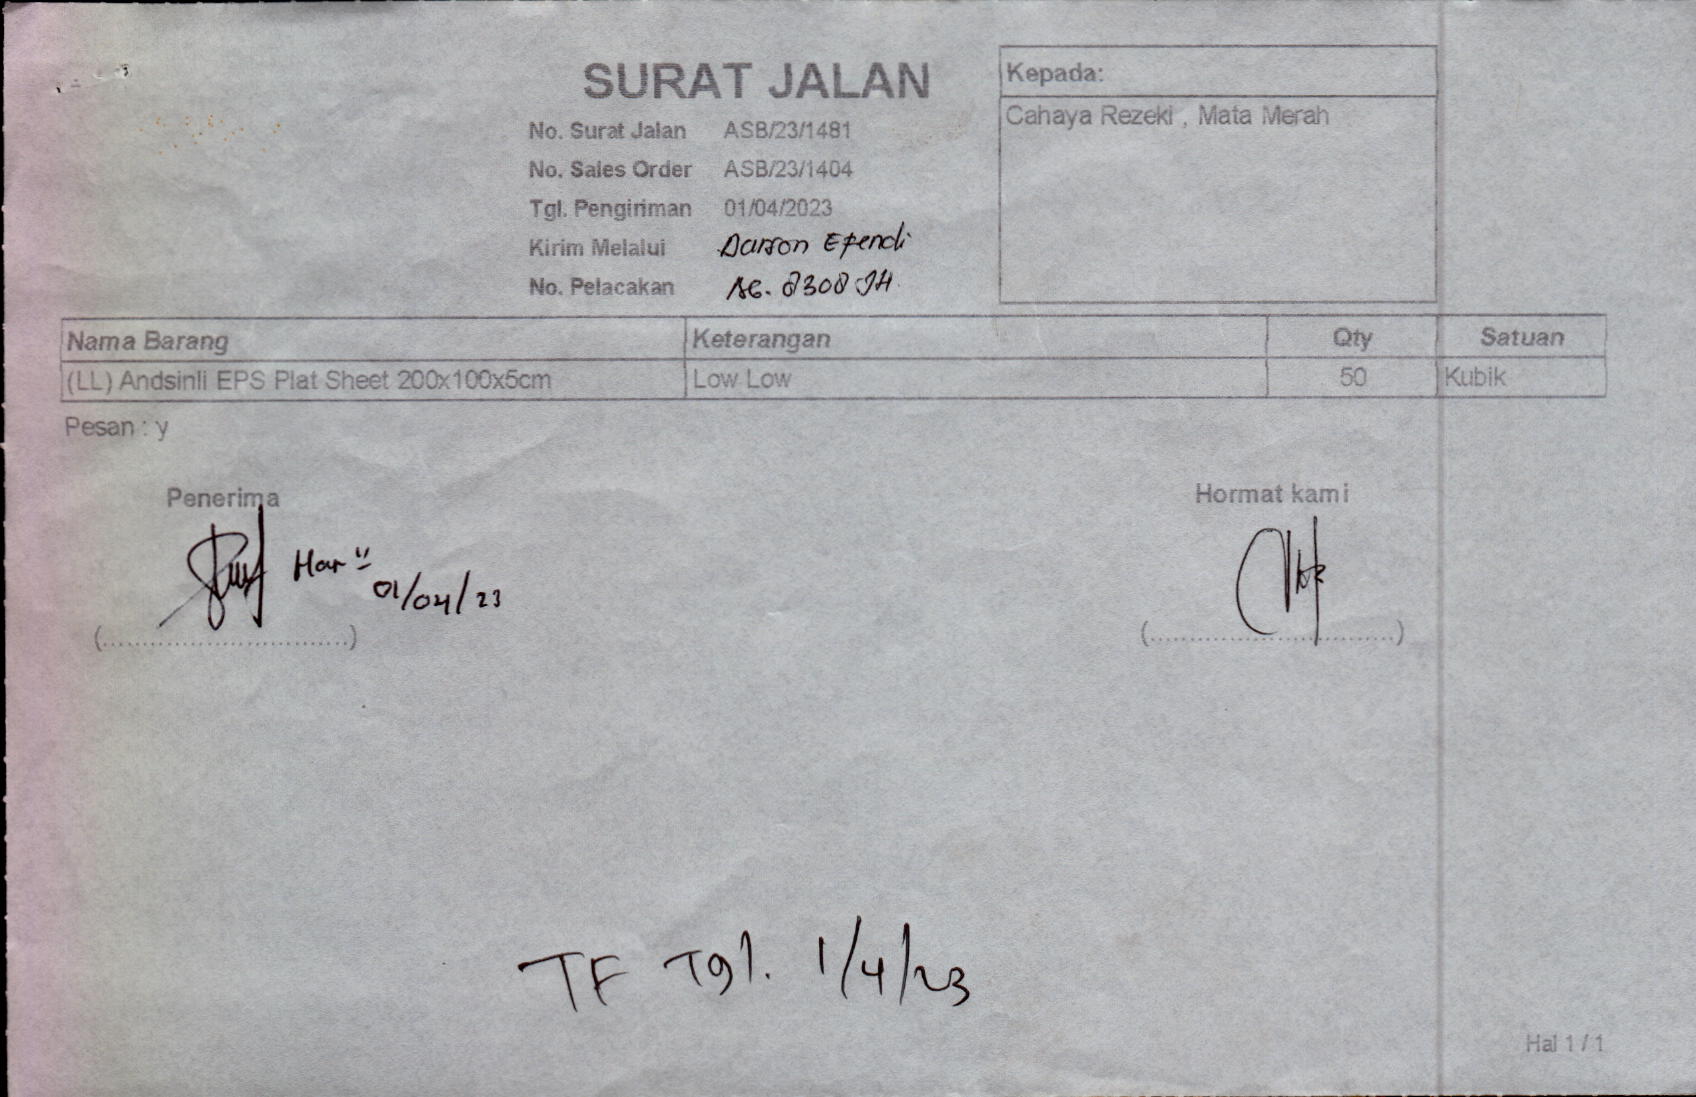 SURAT JALAN
No. Surat Jalan ASB/23/1481
No. Sales Order ASB/23/1404
Tgl. Pengiriman 01/04/2023
Kirim Melalui Efendi
No. Pelacakan 8308
Kepada:
Cahaya Rezeki , Mata Merah
Nama Barang Keterangan Qty Satuan
(LL) Andsinli EPS Plat Sheet 200x100x5cm Low Low 50 Kubik
Pesan : y
Penerima
01/04/23
(..............................)
Hormat kami
(..............................)
TF Tgl. 1/4/23
Hal 1 / 1